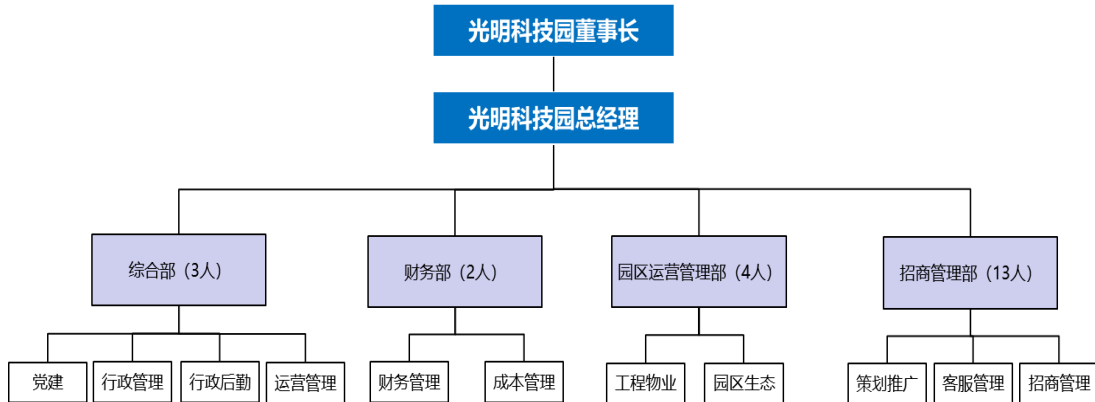 光明科技园董事长
光明科技园总经理
综合部（3人）
财务部（2人）
园区运营管理部（4人）
招商管理部（13人）
党建
行政管理
行政后勤
运营管理
财务管理
成本管理
工程物业
园区生态
策划推广
客服管理
招商管理